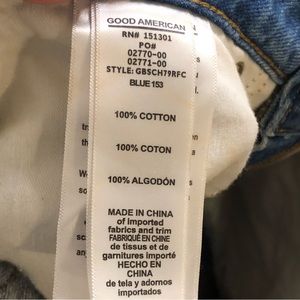 GOOD AMERICAN
RN# 151301
PO#
02770-00
02771-00
STYLE: GBSCH79RFC
BLUE 153
100% COTTON
100% COTON
100% ALGODÓN
MADE IN CHINA
of imported
fabrics and trim
FABRIQUÉ EN CHINE
de tissus et de
garnitures importés
HECHO EN
CHINA
de tela y adornos
importados